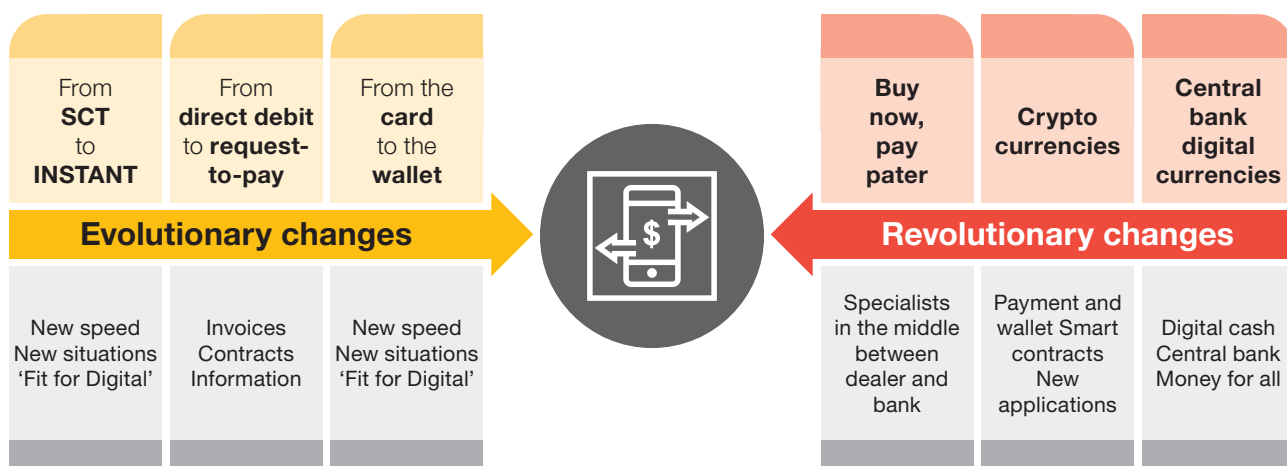 From
SCT
to
INSTANT
From
direct debit
to request-
to-pay
From the
card
to the
wallet
Evolutionary changes
New speed
New situations
‘Fit for Digital’
Invoices
Contracts
Information
New speed
New situations
‘Fit for Digital’
$
Buy
now,
pay
pater
Crypto
currencies
Central
bank
digital
currencies
Revolutionary changes
Specialists
in the middle
between
dealer and
bank
Payment and
wallet Smart
contracts
New
applications
Digital cash
Central bank
Money for all